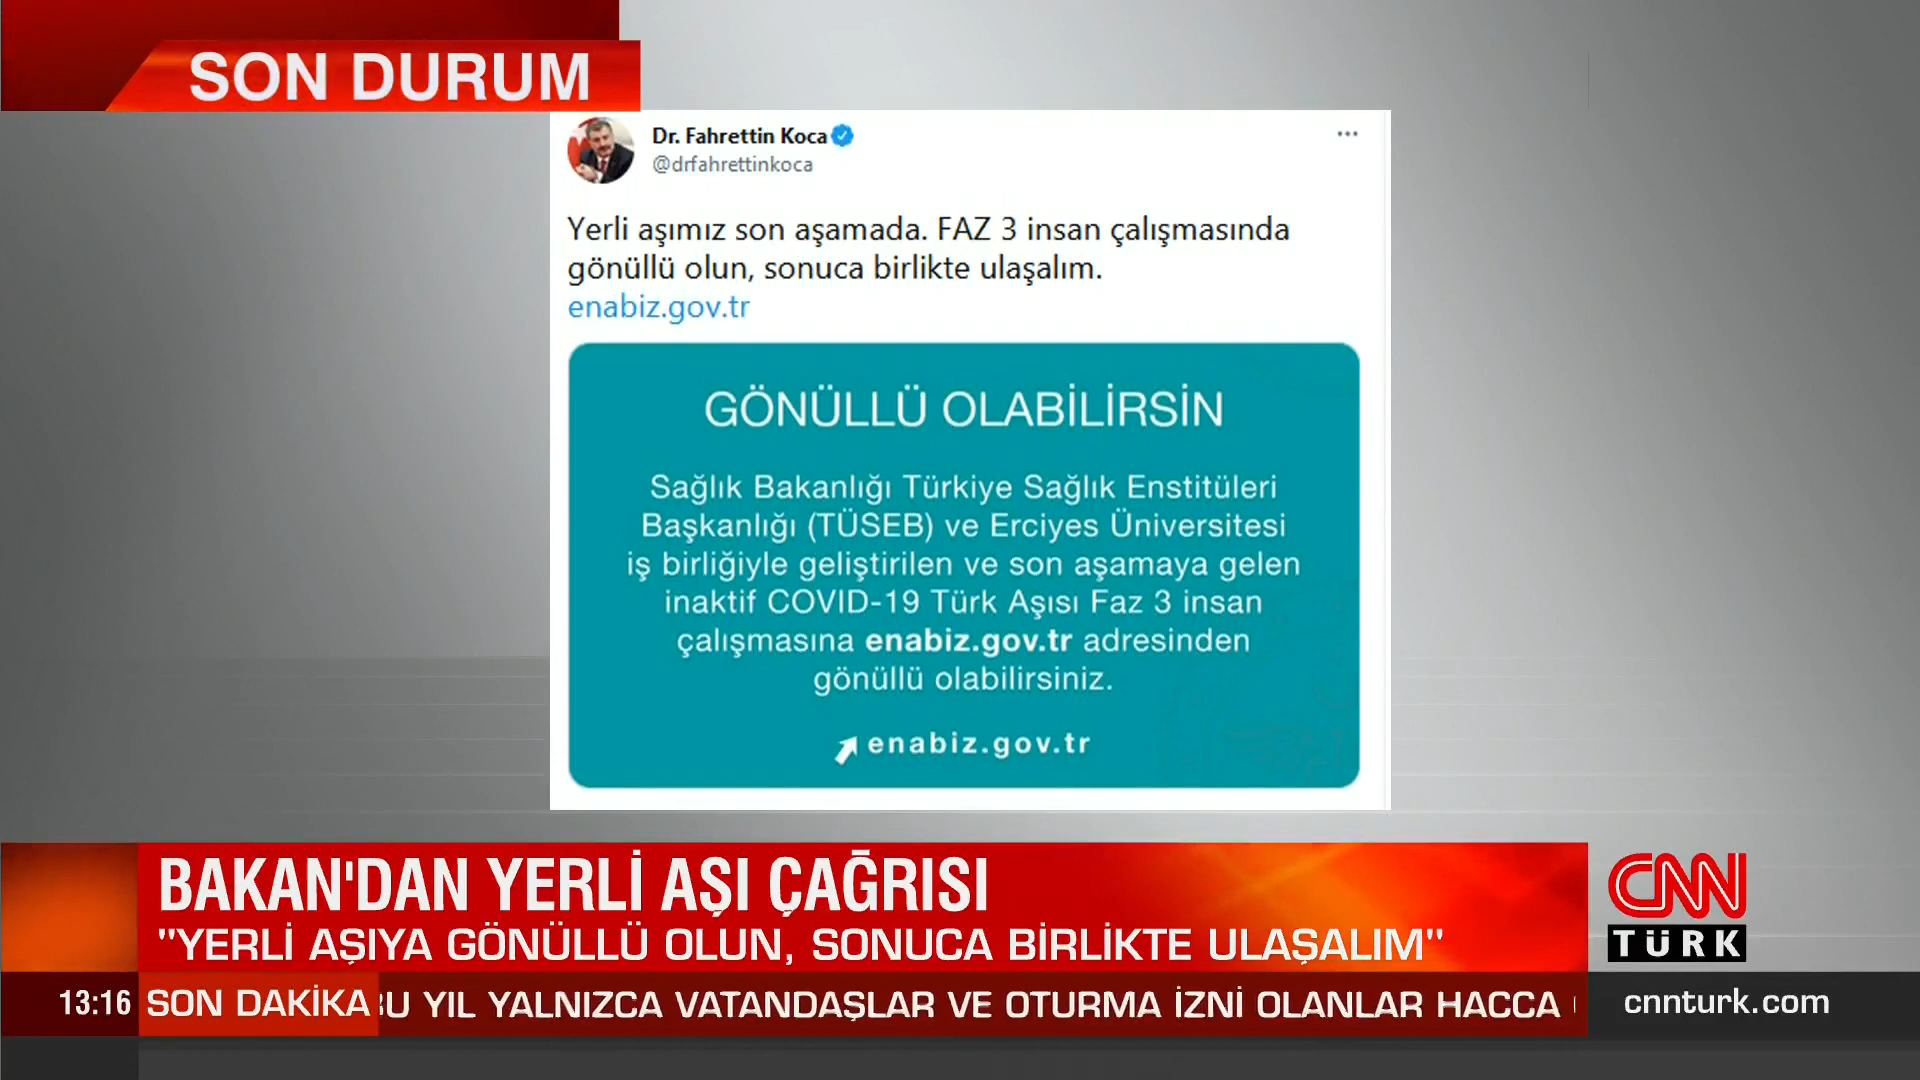 SON DURUM
Dr. Fahrettin Koca
@drfahrettinkoca
Yerli aşımız son aşamada. FAZ 3 insan çalışmasında
gönüllü olun, sonuca birlikte ulaşalım.
enabiz.gov.tr
GÖNÜLLÜ OLABİLİRSİN
Sağlık Bakanlığı Türkiye Sağlık Enstitüleri
Başkanlığı (TÜSEB) ve Erciyes Üniversitesi
iş birliğiyle geliştirilen ve son aşamaya gelen
inaktif COVID-19 Türk Aşısı Faz 3 insan
çalışmasına enabiz.gov.tr adresinden
gönüllü olabilirsiniz.
enabiz.gov.tr
BAKAN'DAN YERLİ AŞI ÇAĞRISI
"YERLİ AŞIYA GÖNÜLLÜ OLUN, SONUCA BİRLİKTE ULAŞALIM"
CNN
TÜRK
13:16 SON DAKİKA BU YIL YALNIZCA VATANDAŞLAR VE OTURMA İZNİ OLANLAR HACCA
cnnturk.com